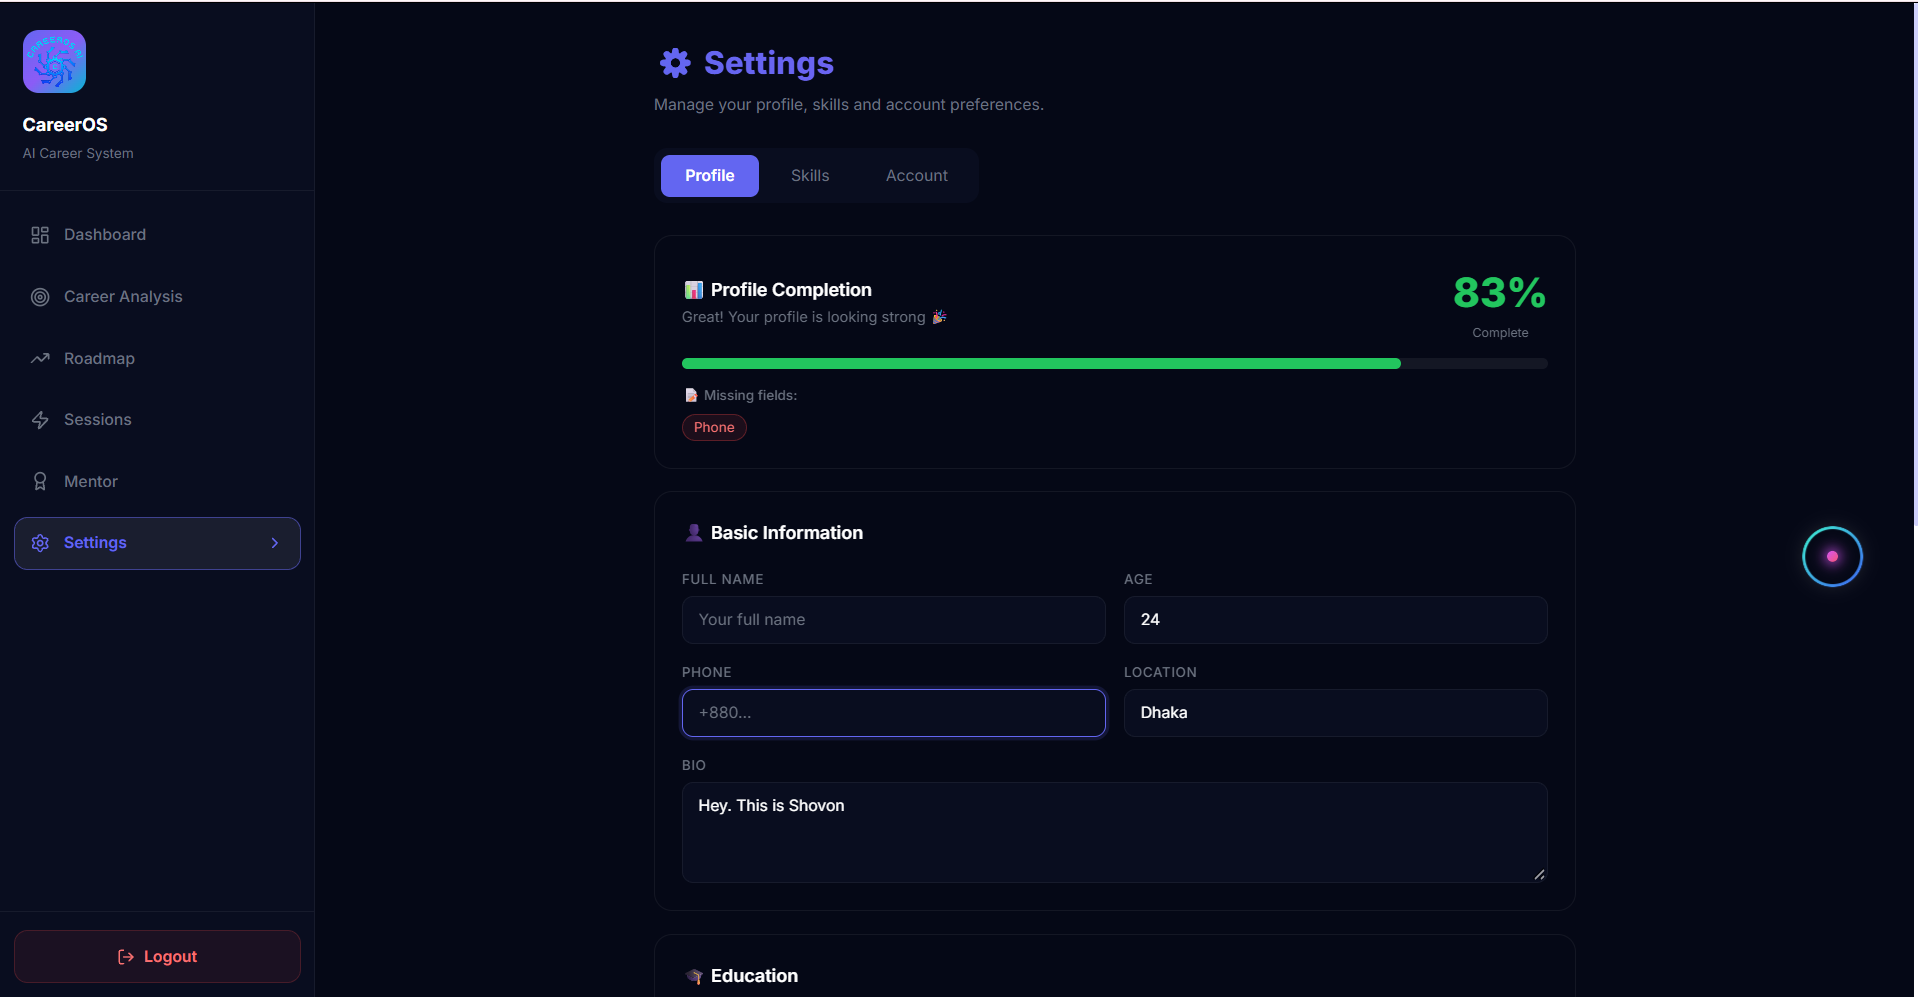 CAREEROS AI
CareerOS
AI Career System
Dashboard
Career Analysis
Roadmap
Sessions
Mentor
Settings
Logout
Settings
Manage your profile, skills and account preferences.
Profile Skills Account
Profile Completion 83%
Great! Your profile is looking strong
Complete
Missing fields:
Phone
Basic Information
FULL NAME AGE
Your full name 24
PHONE LOCATION
+880... Dhaka
BIO
Hey. This is Shovon
Education